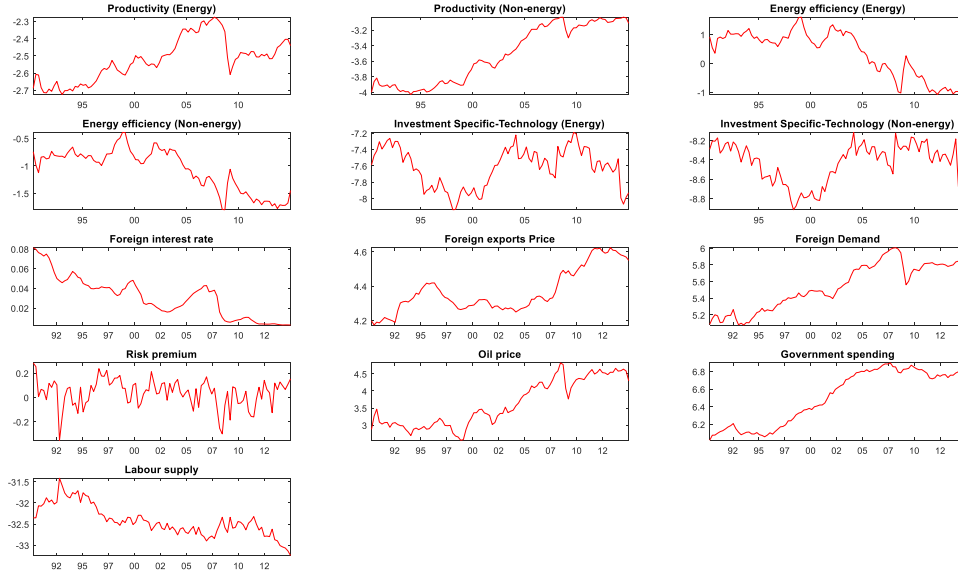 Productivity (Energy)
-2.3
-2.4
-2.5
-2.6
-2.7
95 00 05 10
Productivity (Non-energy)
-3.2
-3.4
-3.6
-3.8
-4
95 00 05 10
Energy efficiency (Energy)
1
0
-1
95 00 05 10
Energy efficiency (Non-energy)
-0.5
-1
-1.5
95 00 05 10
Investment Specific-Technology (Energy)
-7.2
-7.4
-7.6
-7.8
-8
95 00 05 10
Investment Specific-Technology (Non-energy)
-8.2
-8.4
-8.6
-8.8
95 00 05 10
Foreign interest rate
0.08
0.06
0.04
0.02
92 95 97 00 02 05 07 10 12
Foreign exports Price
4.6
4.4
4.2
92 95 97 00 02 05 07 10 12
Foreign Demand
6
5.8
5.6
5.4
5.2
92 95 97 00 02 05 07 10 12
Risk premium
0.2
0
-0.2
92 95 97 00 02 05 07 10 12
Oil price
4.5
4
3.5
3
92 95 97 00 02 05 07 10 12
Government spending
6.8
6.6
6.4
6.2
92 95 97 00 02 05 07 10 12
Labour supply
-31.5
-32
-32.5
-33
92 95 97 00 02 05 07 10 12